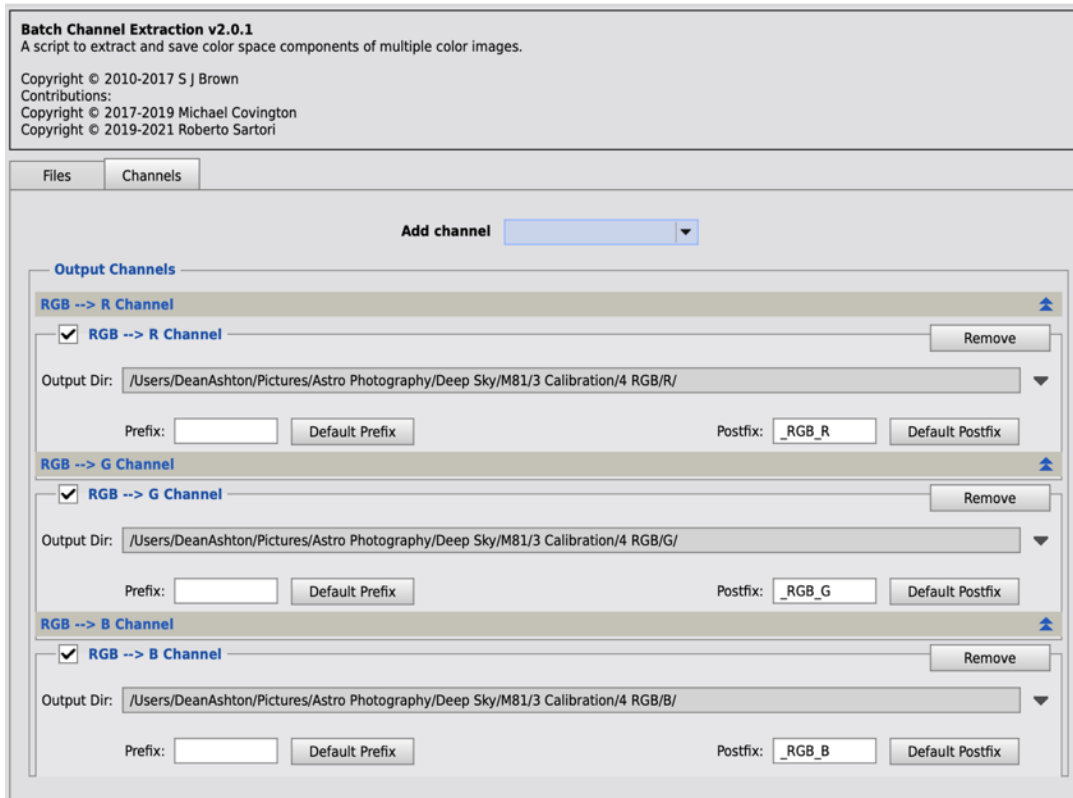 Batch Channel Extraction v2.0.1
A script to extract and save color space components of multiple color images.
Copyright © 2010-2017 S J Brown
Contributions:
Copyright © 2017-2019 Michael Covington
Copyright © 2019-2021 Roberto Sartori
Files Channels
Add channel
Output Channels
RGB --> R Channel
RGB --> R Channel Remove
Output Dir: /Users/DeanAshton/Pictures/Astro Photography/Deep Sky/M81/3 Calibration/4 RGB/R/
Prefix: Default Prefix Postfix: _RGB_R Default Postfix
RGB --> G Channel
RGB --> G Channel Remove
Output Dir: /Users/DeanAshton/Pictures/Astro Photography/Deep Sky/M81/3 Calibration/4 RGB/G/
Prefix: Default Prefix Postfix: _RGB_G Default Postfix
RGB --> B Channel
RGB --> B Channel Remove
Output Dir: /Users/DeanAshton/Pictures/Astro Photography/Deep Sky/M81/3 Calibration/4 RGB/B/
Prefix: Default Prefix Postfix: _RGB_B Default Postfix